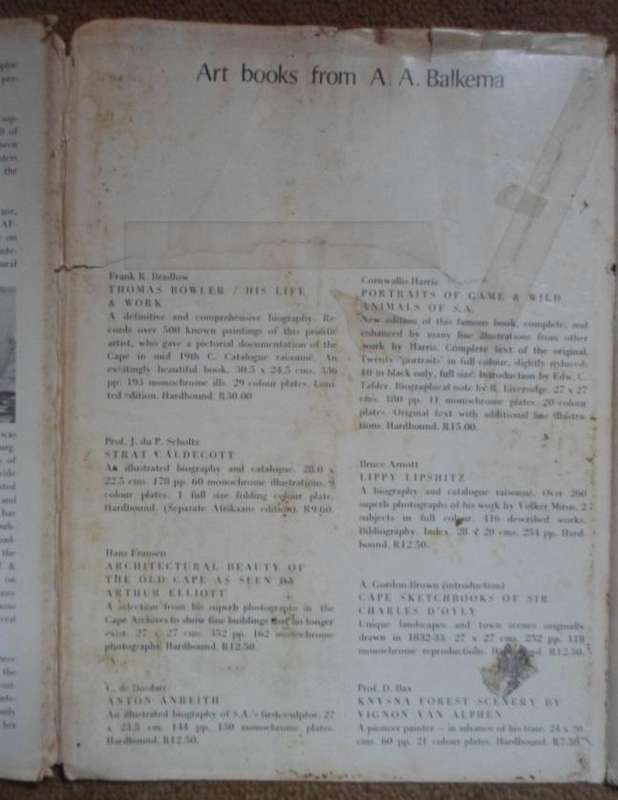 Art books from A. A. Balkema
Frank R. Bradlow
THOMAS BOWLER / HIS LIFE
& WORK
A definitive and comprehensive biography. Re-
cords over 500 known paintings of this prolific
artist, who gave a pictorial documentation of the
Cape in mid 19th C. Catalogue raisonné. An
excitingly beautiful book. 30.5 x 24.5 cms. 336
pp. 195 monochrome ills. 29 colour plates. Limi-
ted edition. Hardbound. R30.00
Prof. J. du P. Scholtz
STRAT CALDECOTT
An illustrated biography and catalogue. 28.0 x
22.5 cms. 178 pp. 60 monochrome illustrations. 9
colour plates. 1 full size folding colour plate.
Hardbound. (Separate Afrikaans edition). R9.60.
Hans Fransen
ARCHITECTURAL BEAUTY OF
THE OLD CAPE AS SEEN BY
ARTHUR ELLIOTT
A selection from his superb photographs in the
Cape Archives to show fine buildings that no longer
exist. 27 x 27 cms. 352 pp. 162 monochrome
photographs. Hardbound. R12.50.
C. de Bosdari
ANTON ANREITH
An illustrated biography of S.A.'s first sculptor. 27
x 23.5 cms. 144 pp. 130 monochrome plates.
Hardbound. R12.50.
Cornwallis Harris
PORTRAITS OF GAME & WILD
ANIMALS OF S.A.
New edition of this famous book, complete, and
enhanced by many line illustrations from other
work by Harris. Complete text of the original.
Twenty 'portraits' in full colour, slightly reduced;
10 in black only, full size. Introduction by Edw. C.
Tabler. Biographical note by R. Liversidge. 27 x 27
cms. 180 pp. 11 monochrome plates. 20 colour
plates. Original text with additional line illustra-
tions. Hardbound. R15.00.
Bruce Arnott
LIPPY LIPSHITZ
A biography and catalogue raisonné. Over 260
superb photographs of his work by Volker Miros. 2
subjects in full colour. 416 described works.
Bibliography. Index. 28 x 20 cms. 254 pp. Hard-
bound. R12.50.
A. Gordon-Brown (introduction)
CAPE SKETCHBOOKS OF SIR
CHARLES D'OYLY
Unique landscapes and town scenes originally
drawn in 1832-33. 27 x 27 cms. 252 pp. 118
monochrome reproductions. R12.50.
Prof. D. Bax
KNYSNA FOREST SCENERY BY
VIGNON VAN ALPHEN
A pioneer painter – in advance of his time. 24 x 20
cms. 60 pp. 21 colour plates. Hardbound. R7.50